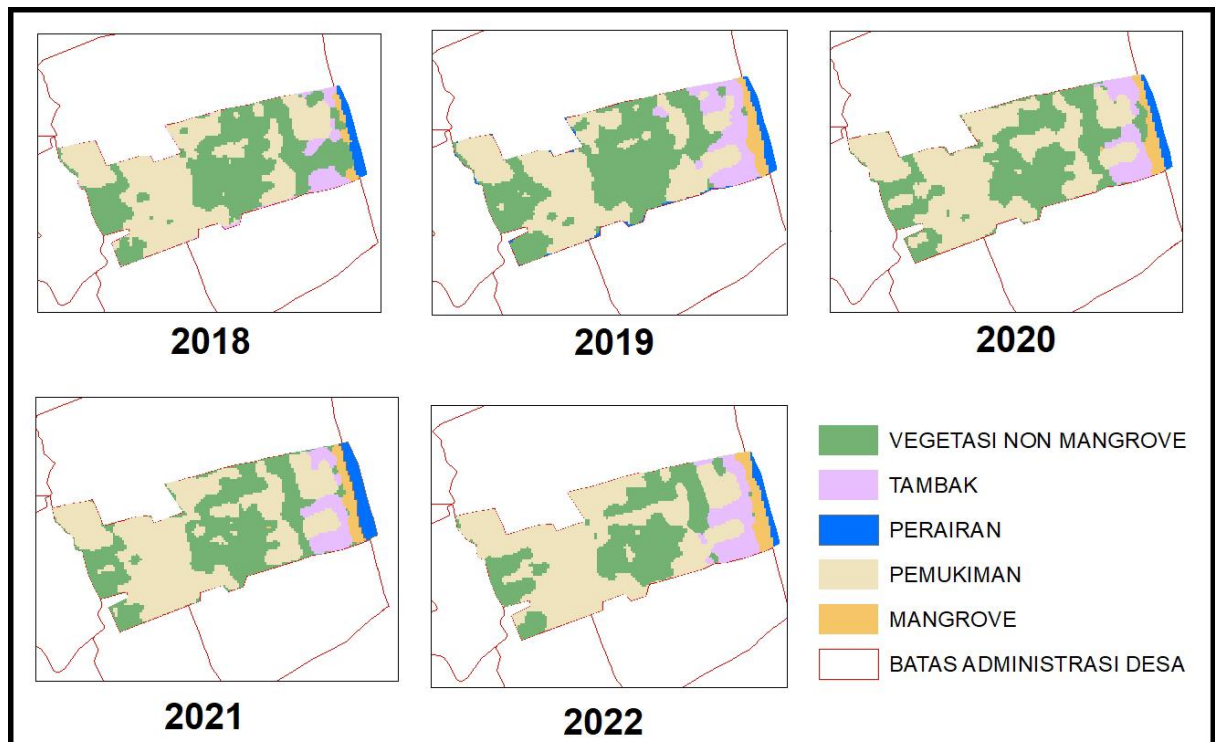 2018
2019
2020
2021
2022
VEGETASI NON MANGROVE
TAMBAK
PERAIRAN
PEMUKIMAN
MANGROVE
BATAS ADMINISTRASI DESA